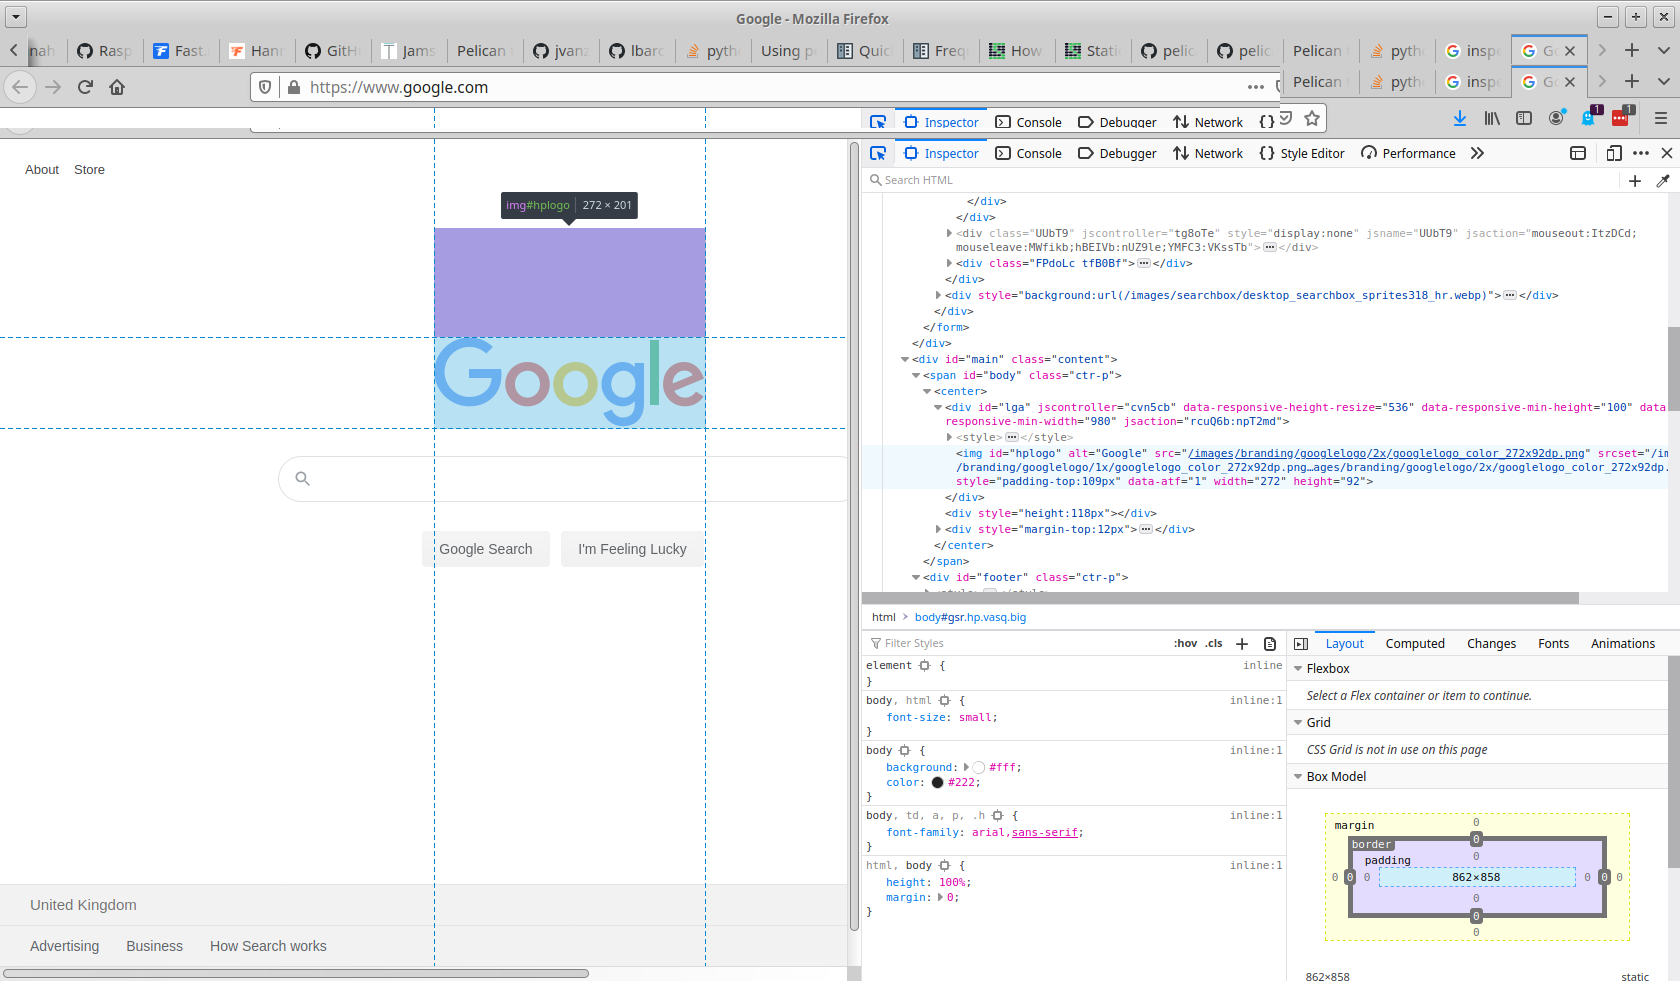 Google - Mozilla Firefox
nah Rasp Fast. Hann GitH Jams Pelican jvanz lbarc pyth Using p Quic Freq How Stati pelic pelic Pelican pyth inspe G
Pelican pyth inspe G
https://www.google.com
Inspector Console Debugger Network {}
1 1
Inspector Console Debugger Network {} Style Editor Performance
About Store
Search HTML
img#hplogo 272 × 201
</div>
</div>
<div class="UUbT9" jscontroller="tg8oTe" style="display:none" jsname="UUbT9" jsaction="mouseout:ItzDCd;
mouseleave:MWfikb;hBEIVb:nUZ9le;YMFC3:VKssTb"></div>
<div class="FPdoLc tfB0Bf"></div>
</div>
<div style="background:url(/images/searchbox/desktop_searchbox_sprites318_hr.webp)"></div>
</div>
</form>
</div>
<div id="main" class="content">
<span id="body" class="ctr-p">
<center>
<div id="lga" jscontroller="cvn5cb" data-responsive-height-resize="536" data-responsive-min-height="100" data
responsive-min-width="980" jsaction="rcuQ6b:npT2md">
<style></style>
<img id="hplogo" alt="Google" src="/images/branding/googlelogo/2x/googlelogo_color_272x92dp.png" srcset="/im
/branding/googlelogo/1x/googlelogo_color_272x92dp.png…ages/branding/googlelogo/2x/googlelogo_color_272x92dp.
style="padding-top:109px" data-atf="1" width="272" height="92">
</div>
<div style="height:118px"></div>
<div style="margin-top:12px"></div>
</center>
</span>
<div id="footer" class="ctr-p">
Google
Google Search I'm Feeling Lucky
United Kingdom
Advertising Business How Search works
html body#gsr.hp.vasq.big
Filter Styles :hov .cls
element { inline
}
body, html { inline:1
font-size: small;
}
body { inline:1
background: #fff;
color: #222;
}
body, td, a, p, .h { inline:1
font-family: arial,sans-serif;
}
html, body { inline:1
height: 100%;
margin: 0;
}
Layout Computed Changes Fonts Animations
Flexbox
Select a Flex container or item to continue.
Grid
CSS Grid is not in use on this page
Box Model
margin 0
border 0
padding 0
0 0 0 862×858 0 0 0
0
0
0
862×858 static